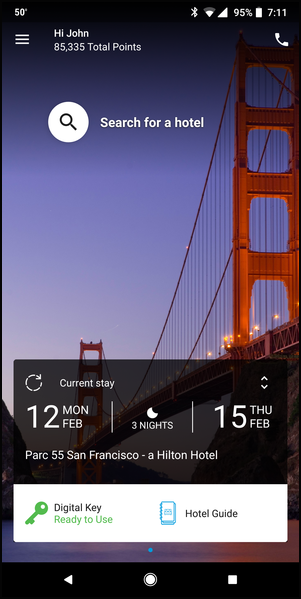 50°
95% 7:11
Hi John
85,335 Total Points
Search for a hotel
Current stay
12 MON FEB
3 NIGHTS
15 THU FEB
Parc 55 San Francisco - a Hilton Hotel
Digital Key
Ready to Use
Hotel Guide